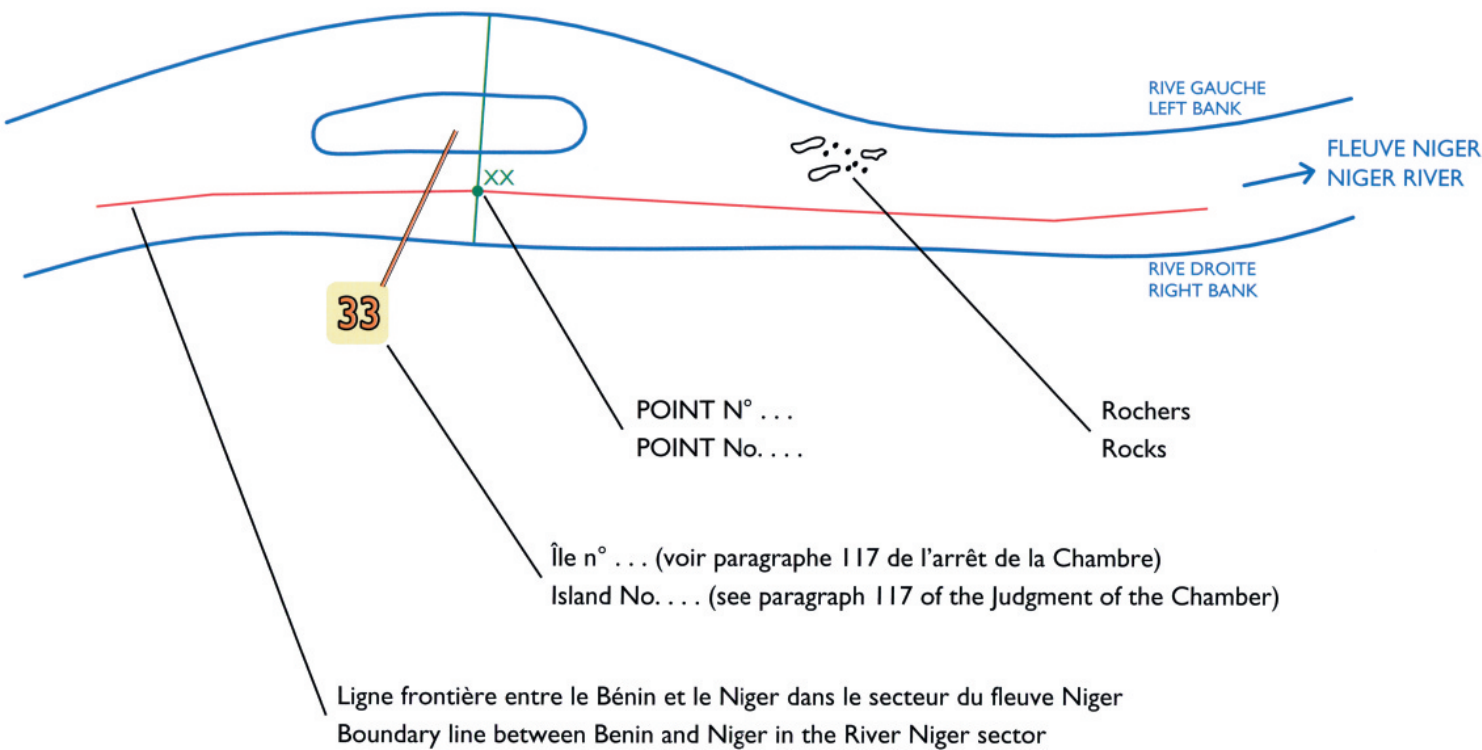 RIVE GAUCHE
LEFT BANK
FLEUVE NIGER
NIGER RIVER
XX
RIVE DROITE
RIGHT BANK
33
POINT N° . . .
POINT No. . . .
Rochers
Rocks
Île n° . . . (voir paragraphe 117 de l'arrêt de la Chambre)
Island No. . . . (see paragraph 117 of the Judgment of the Chamber)
Ligne frontière entre le Bénin et le Niger dans le secteur du fleuve Niger
Boundary line between Benin and Niger in the River Niger sector